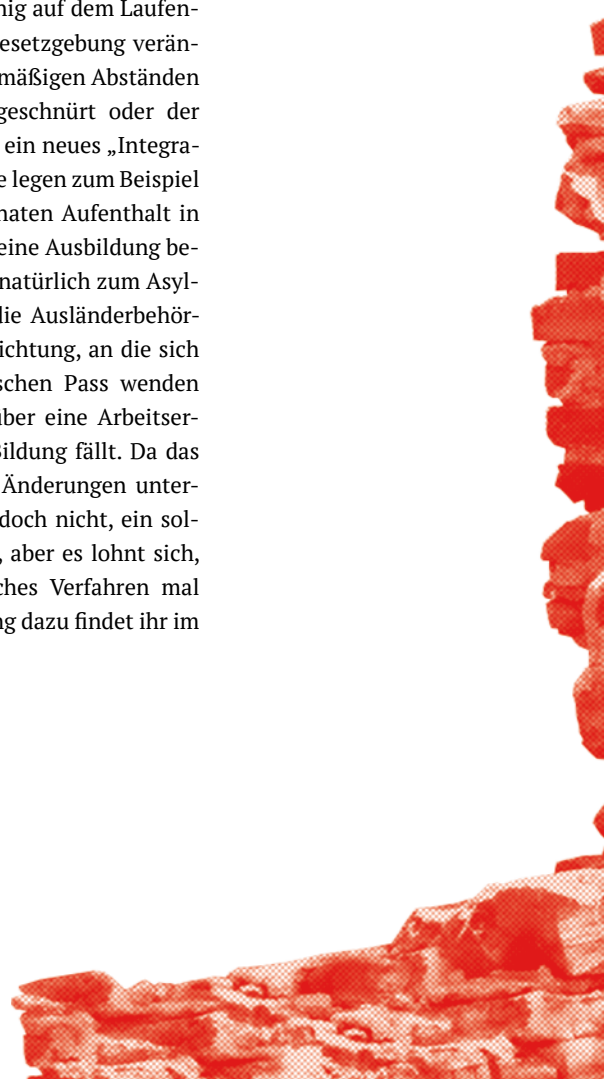 nig auf dem Laufen-
esetzgebung verän-
mäßigen Abständen
geschnürt oder der
ein neues „Integra-
e legen zum Beispiel
naten Aufenthalt in
eine Ausbildung be-
natürlich zum Asyl-
die Ausländerbehör-
ichtung, an die sich
schen Pass wenden
über eine Arbeitser-
Bildung fällt. Da das
Änderungen unter-
doch nicht, ein sol-
, aber es lohnt sich,
ches Verfahren mal
ng dazu findet ihr im